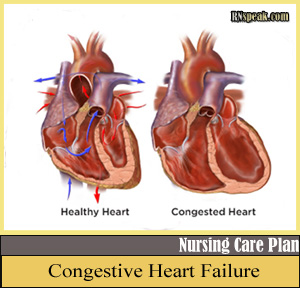 RNspeak.com
Healthy Heart
Congested Heart
Nursing Care Plan
Congestive Heart Failure